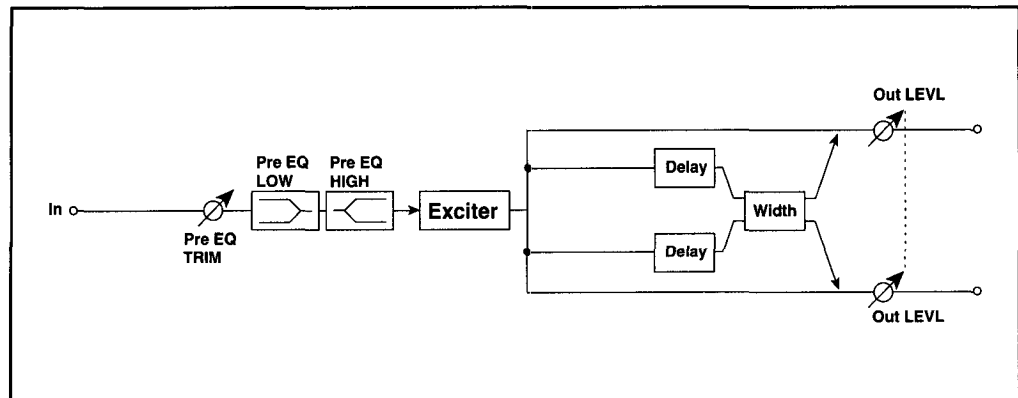 Out LEVL
Pre EQ
LOW
Pre EQ
HIGH
Delay
In
Exciter
Width
Pre EQ
TRIM
Delay
Out LEVL